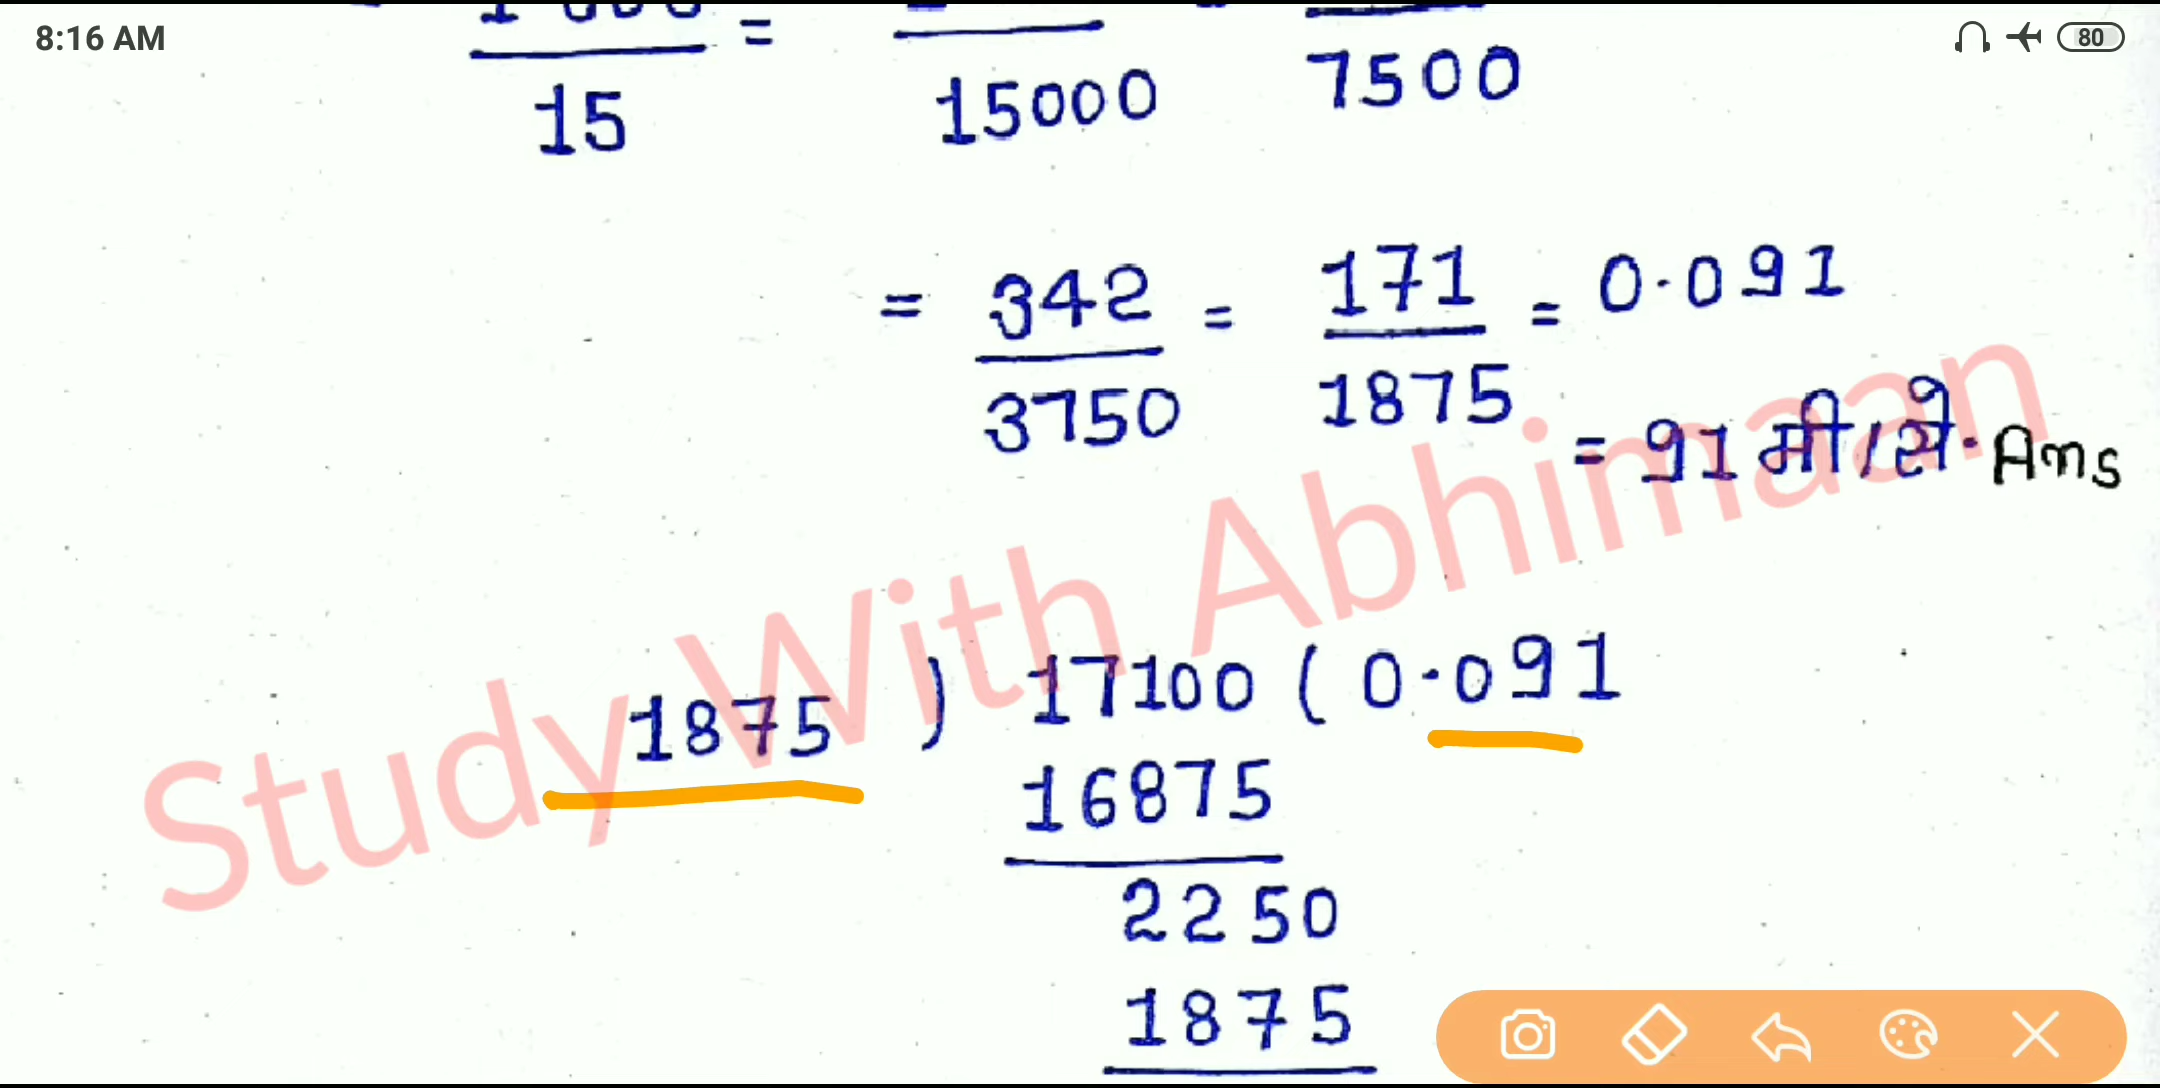 8:16 AM
80
=
15
15000
7500
= 342 = 171 = 0.091
3750
1875
= 91 मी/से. Ans
Study With Abhimaan
1875 ) 17100 ( 0.091
16875
2250
1875